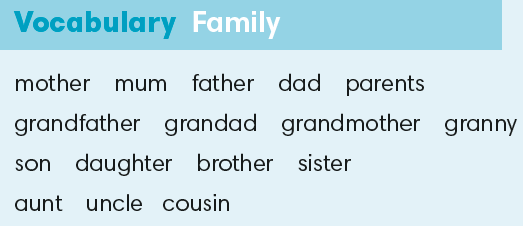 Vocabulary Family
mother mum father dad parents
grandfather grandad grandmother granny
son daughter brother sister
aunt uncle cousin